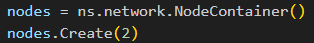 nodes = ns.network.NodeContainer()
nodes.Create(2)